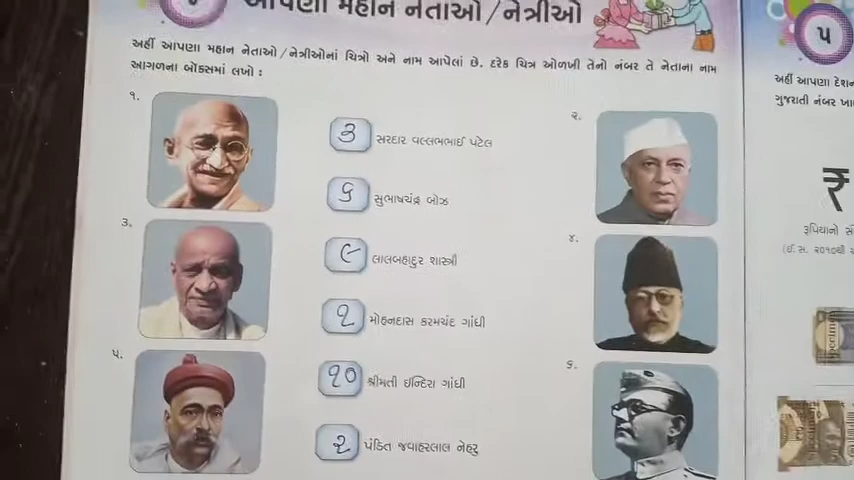 આપણા મહાન નેતાઓ/નેત્રીઓ
અહીં આપણા મહાન નેતાઓ/નેત્રીઓનાં ચિત્રો અને નામ આપેલાં છે. દરેક ચિત્ર ઓળખી તેનો નંબર તે નેતાના નામ
આગળના બોક્સમાં લખો :
૧.
૩ સરદાર વલ્લભભાઈ પટેલ
૨.
૬ સુભાષચંદ્ર બોઝ
૩.
૯ લાલબહાદુર શાસ્ત્રી
૪.
૧ મોહનદાસ કરમચંદ ગાંધી
૫.
૧૦ શ્રીમતી ઇન્દિરા ગાંધી
૬.
૨ પંડિત જવાહરલાલ નેહરુ
૫
અહીં આપણા
ગુજરાતી નંબર
₹
રૂપિયાનો
(ઈ.સ. ૨૦૧૦થી
Specimen